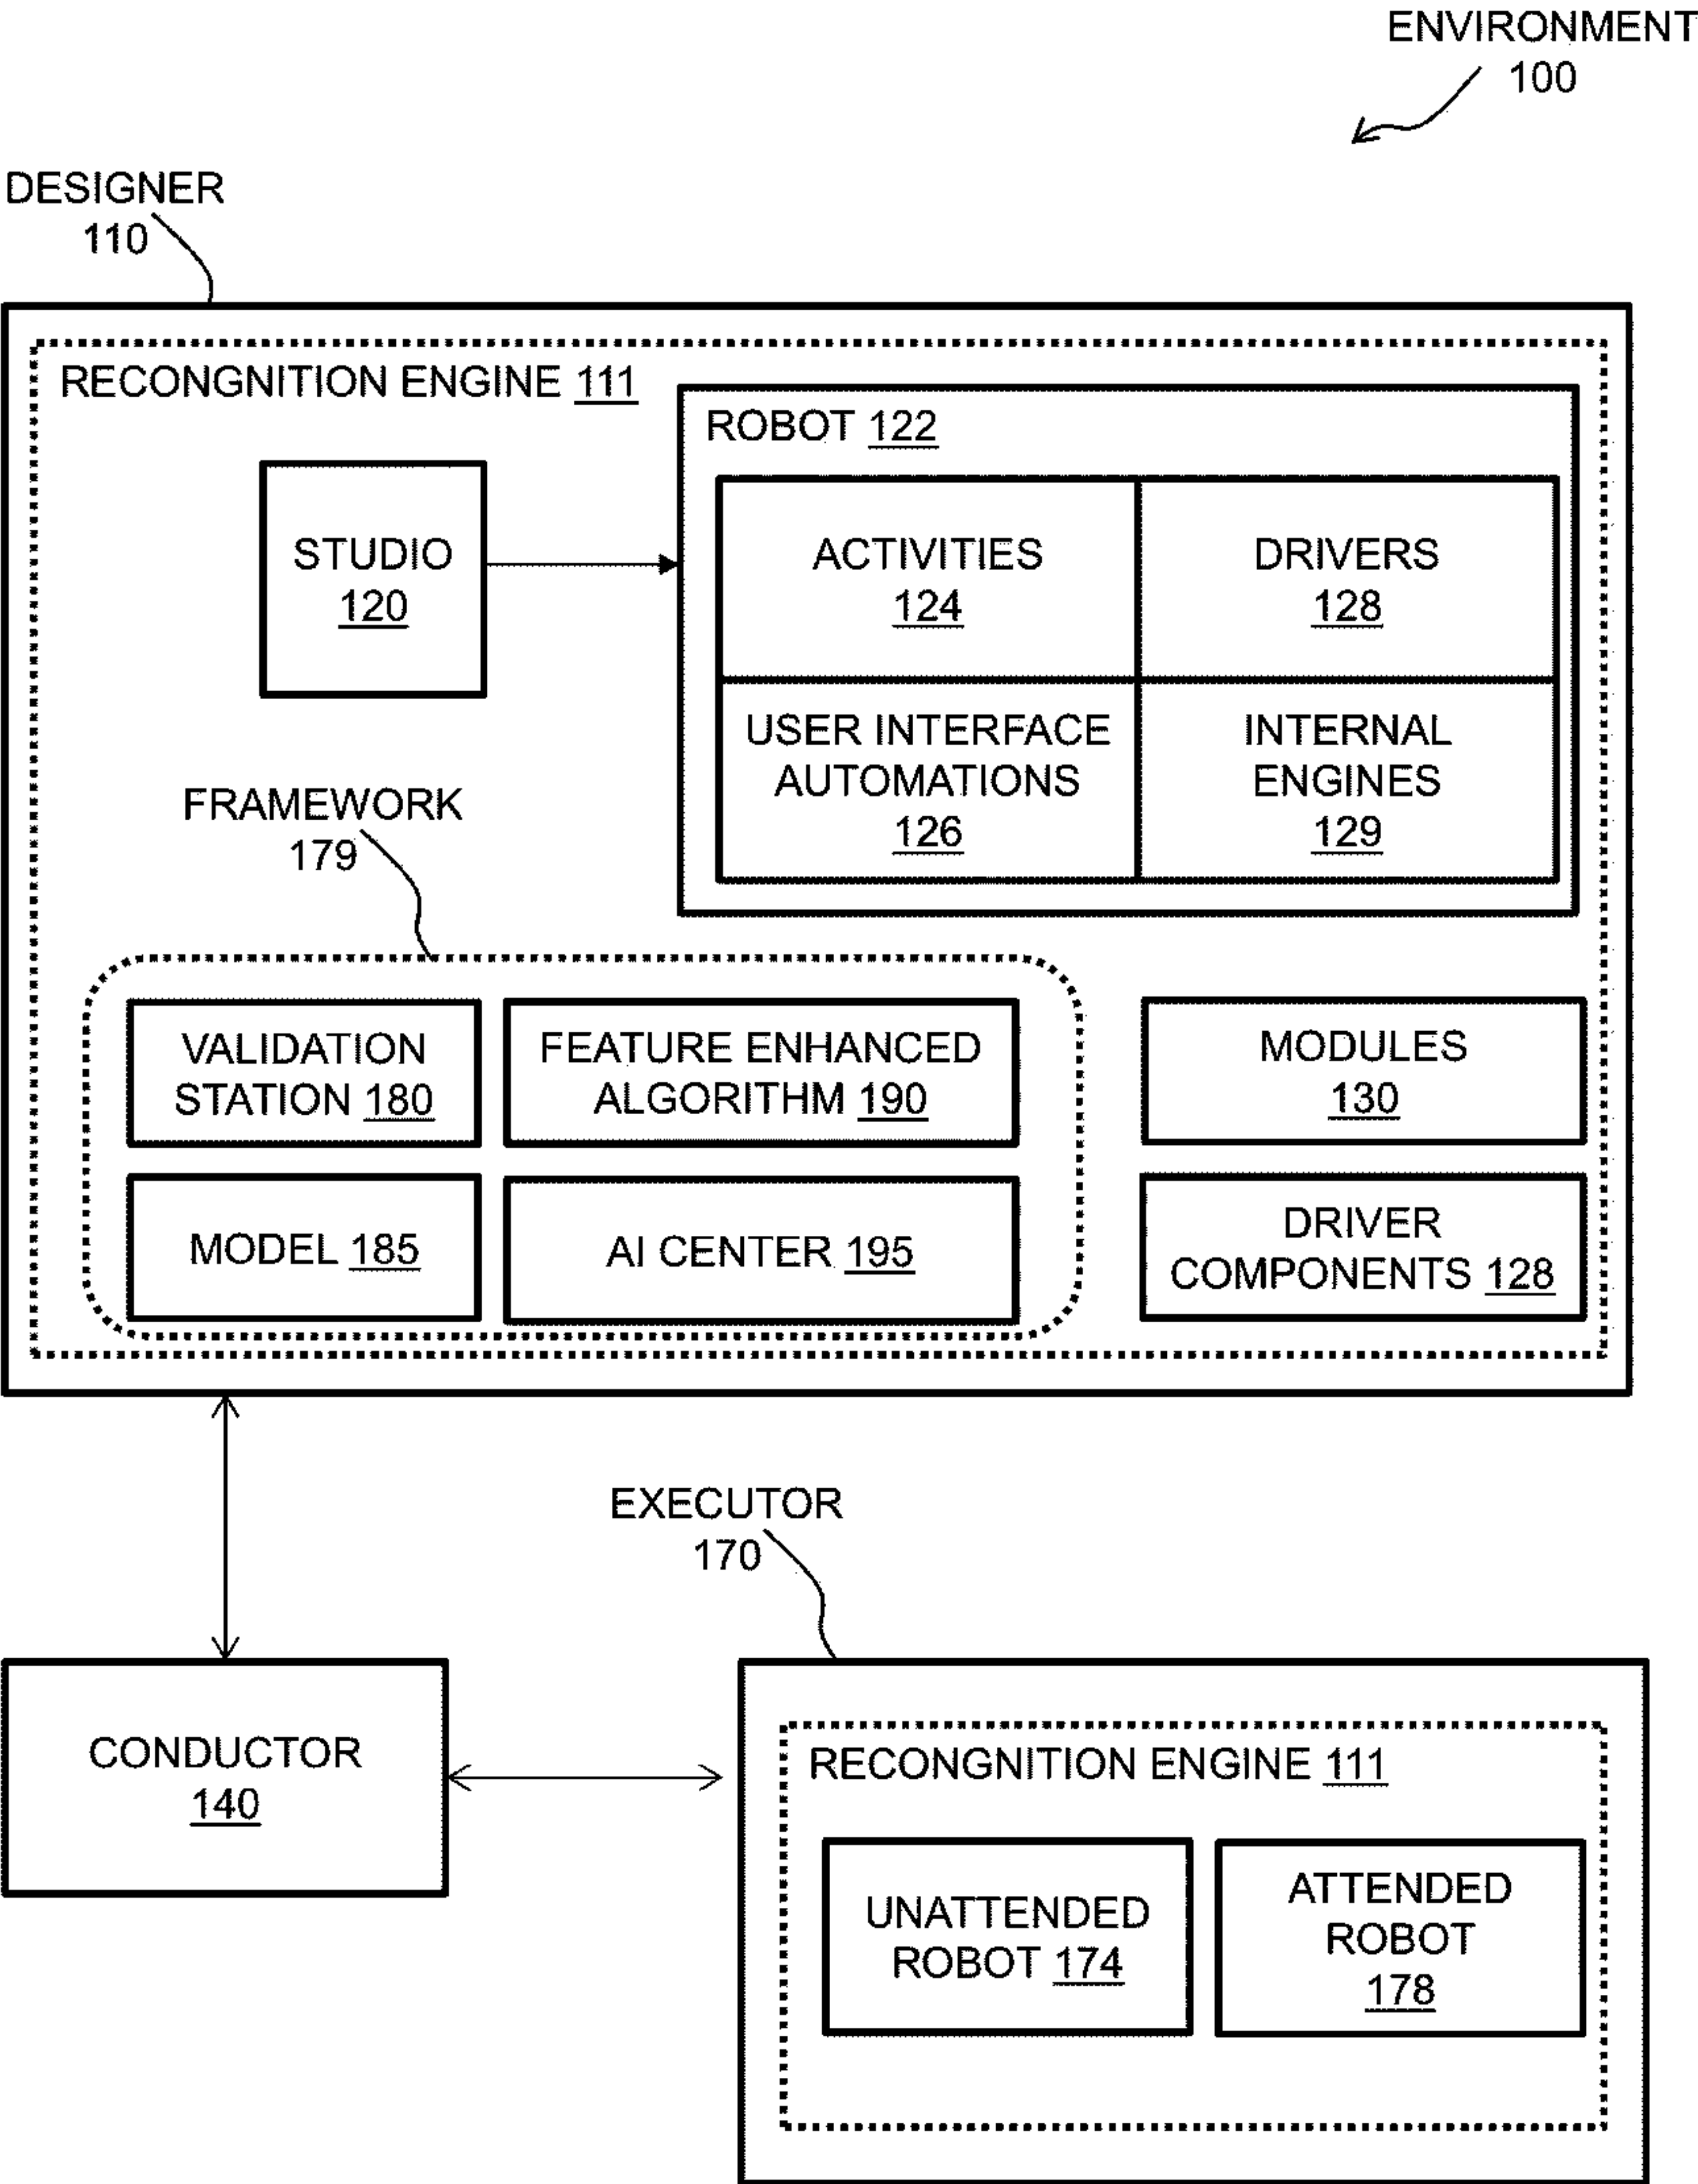 ENVIRONMENT
100
DESIGNER
110
RECONGNITION ENGINE 111
ROBOT 122
STUDIO
120
ACTIVITIES
124
DRIVERS
128
USER INTERFACE
AUTOMATIONS
126
INTERNAL
ENGINES
129
FRAMEWORK
179
VALIDATION
STATION 180
FEATURE ENHANCED
ALGORITHM 190
MODULES
130
MODEL 185
AI CENTER 195
DRIVER
COMPONENTS 128
EXECUTOR
170
CONDUCTOR
140
RECONGNITION ENGINE 111
UNATTENDED
ROBOT 174
ATTENDED
ROBOT
178